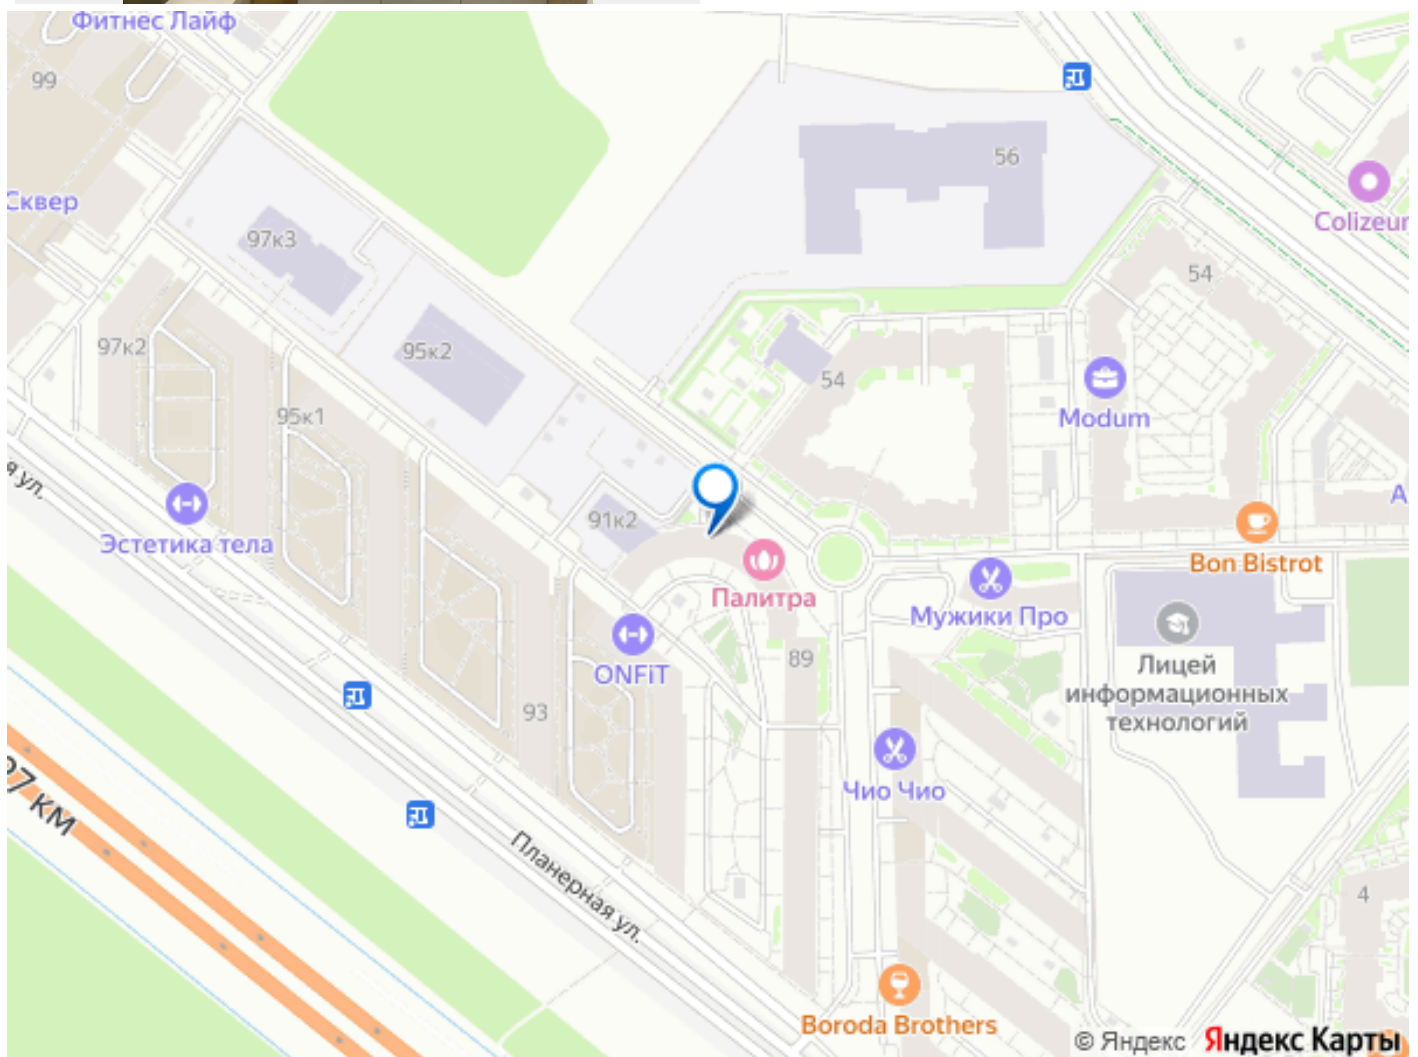 Фитнес Лайф
99
56
Сквер
Colizeum
97к3
54
97к2
95к2
54
Modum
95к1
ая ул.
Эстетика тела
91к2
Палитра
Bon Bistrot
Мужики Про
ONFiT
89
Лицей
информационных
технологий
93
97 км
Чио Чио
Планерная ул.
4
Boroda Brothers
© Яндекс Яндекс Карты